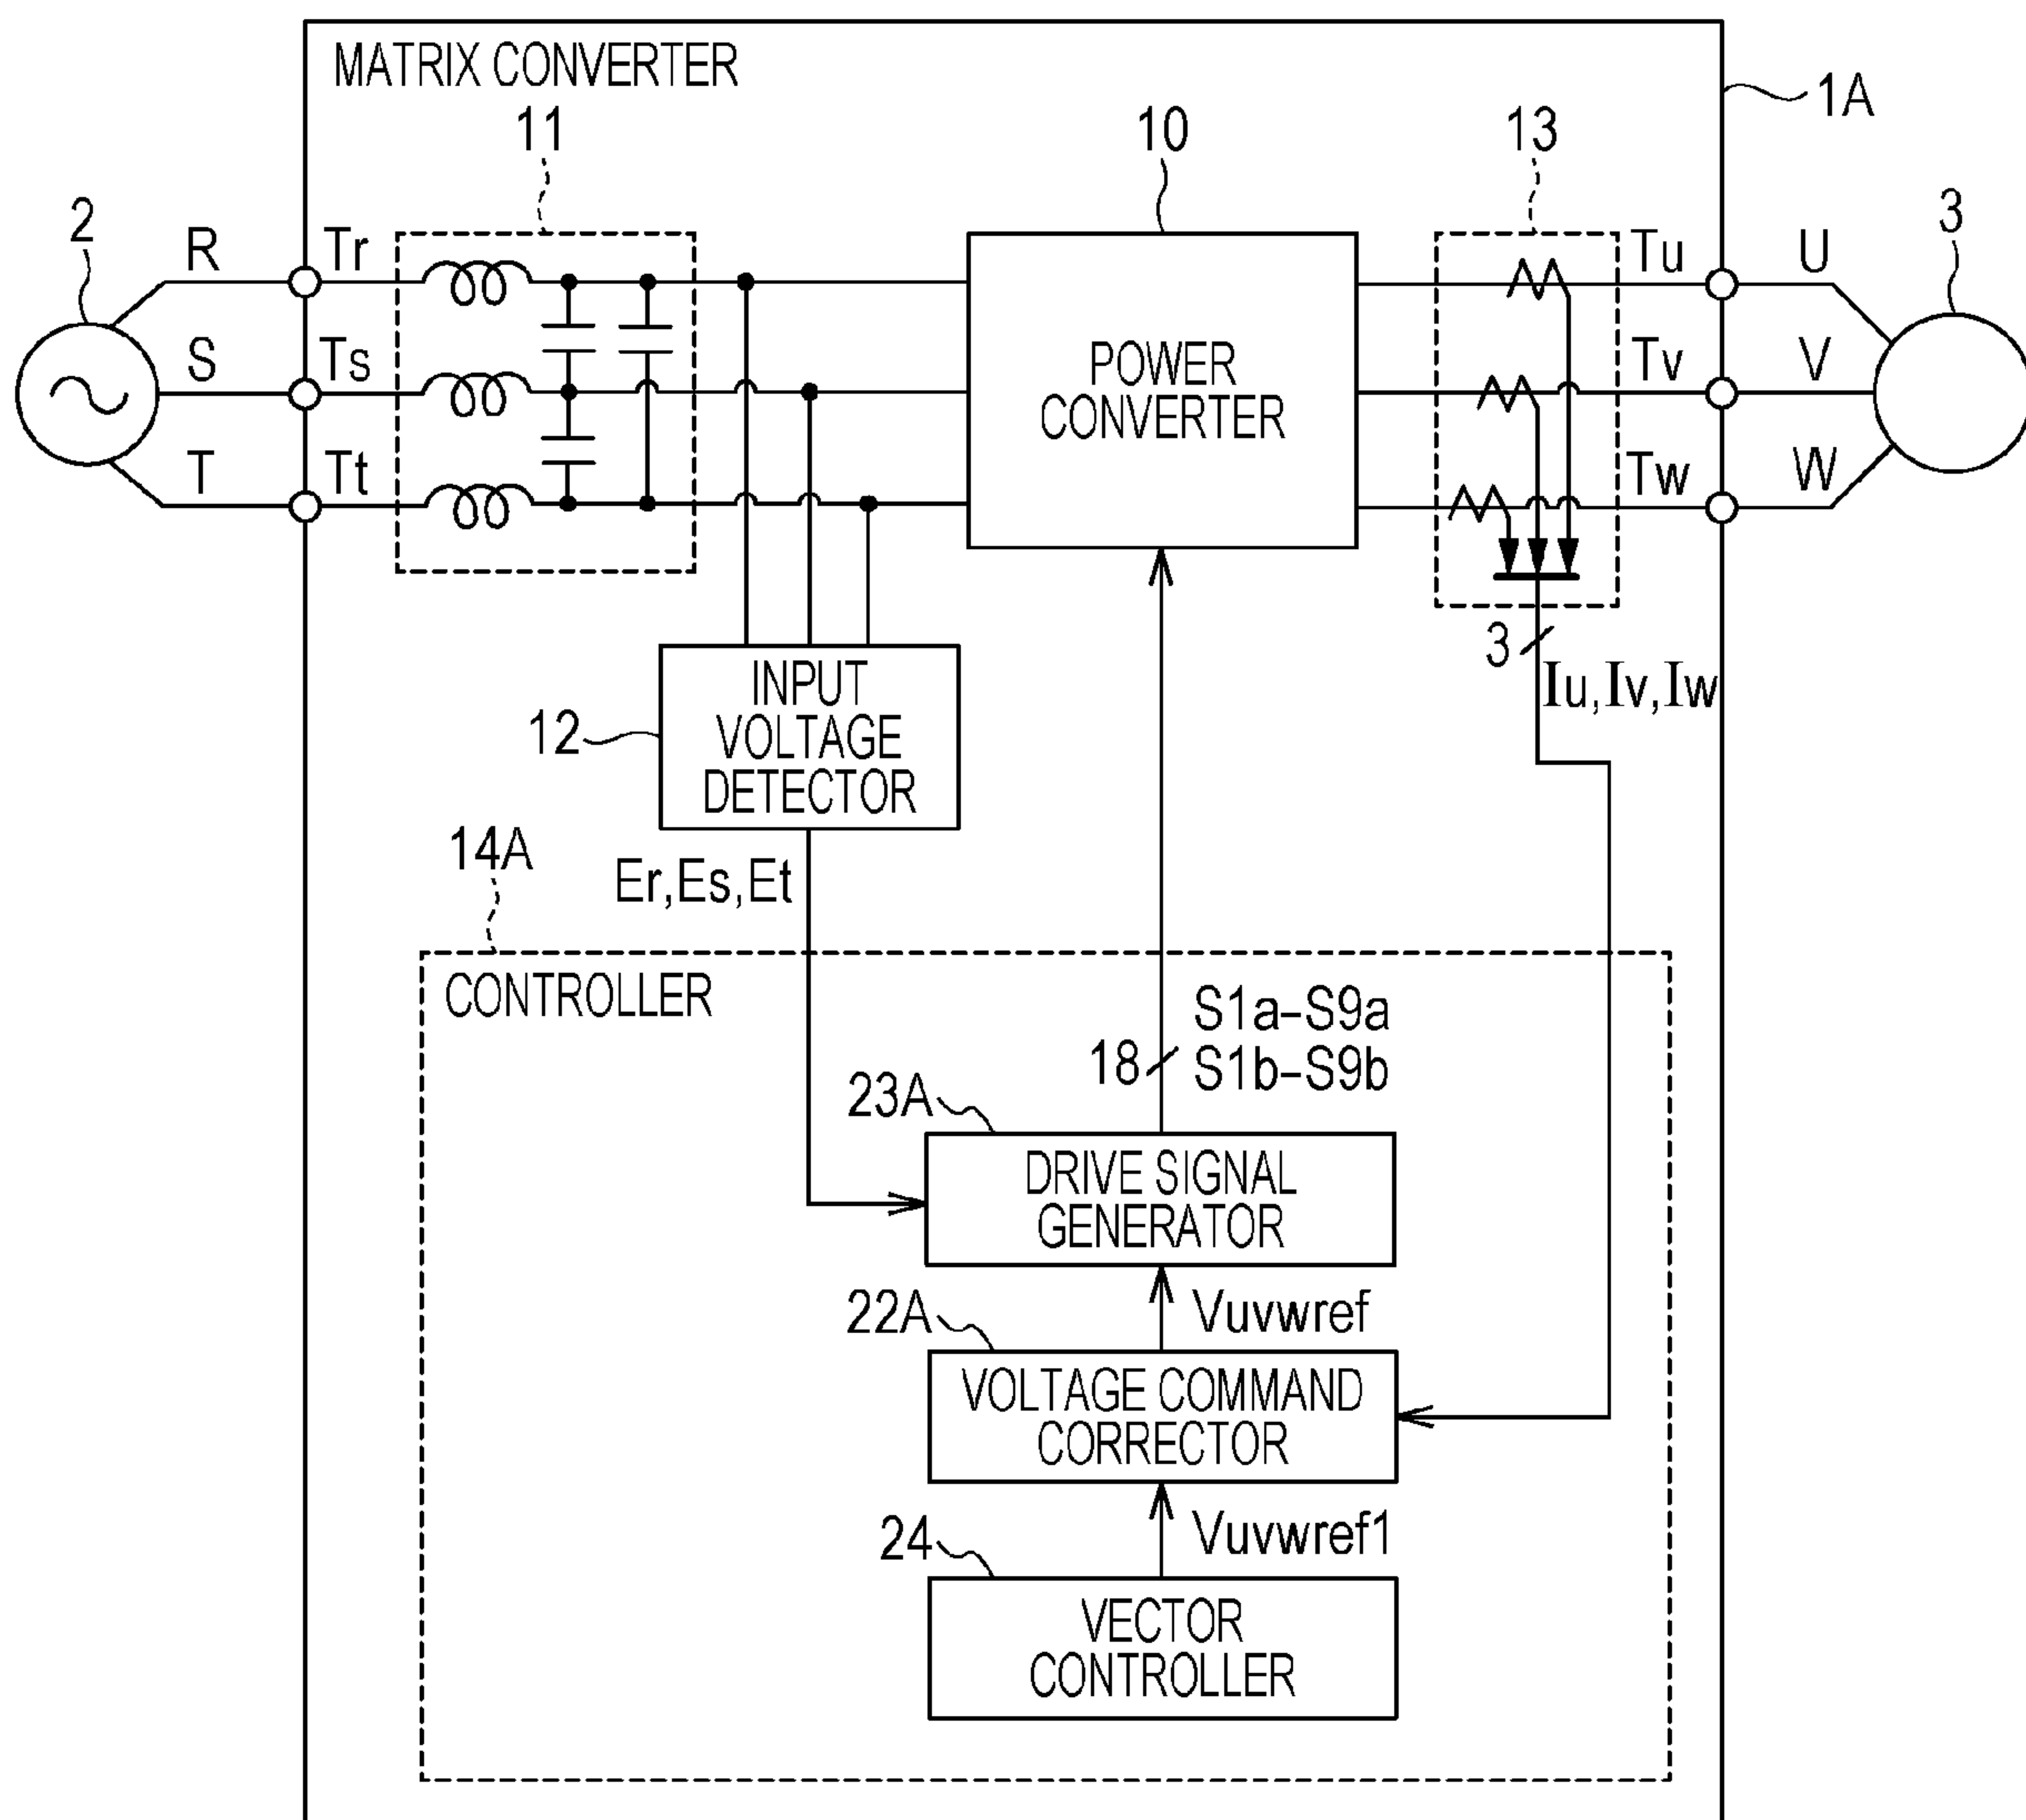 MATRIX CONVERTER
1A
11
10
13
2
R
Tr
Tu
U
3
S
Ts
POWER
CONVERTER
Tv
V
T
Tt
Tw
W
3
Iu,Iv,Iw
12
INPUT
VOLTAGE
DETECTOR
14A
Er,Es,Et
CONTROLLER
18
S1a–S9a
S1b–S9b
23A
DRIVE SIGNAL
GENERATOR
22A
Vuvwref
VOLTAGE COMMAND
CORRECTOR
24
Vuvwref1
VECTOR
CONTROLLER